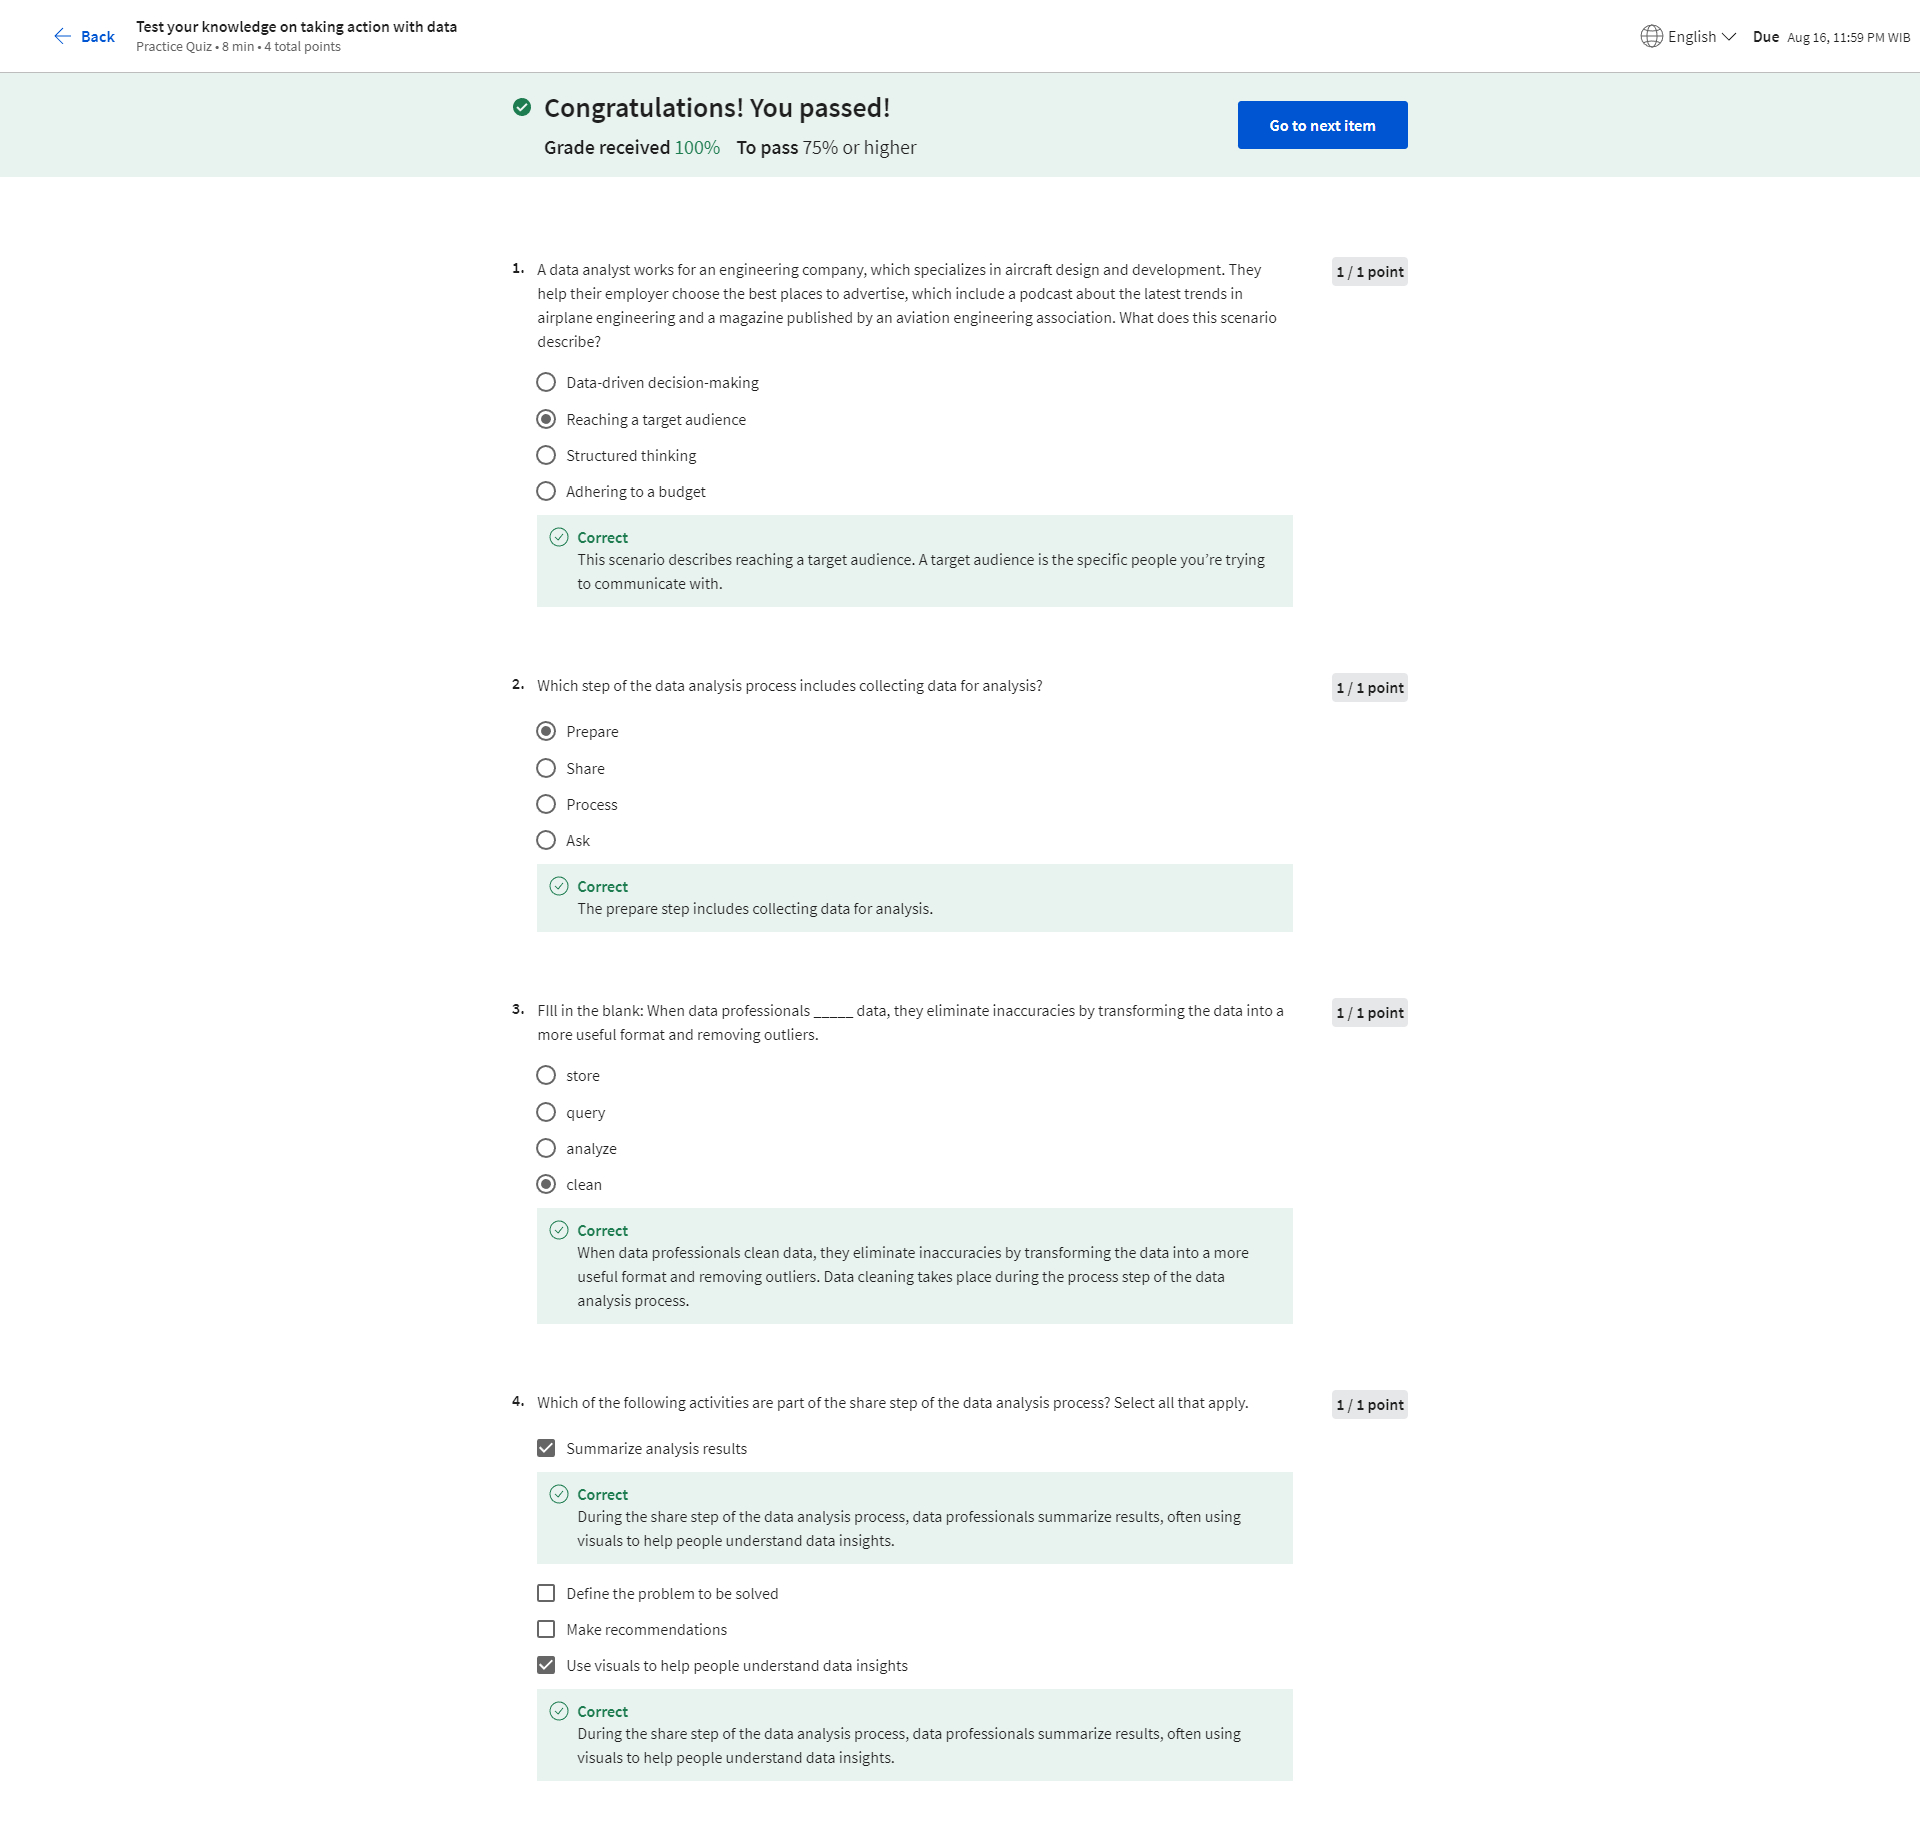 Back
Test your knowledge on taking action with data
Practice Quiz • 8 min • 4 total points
English
Due Aug 16, 11:59 PM WIB
Congratulations! You passed!
Grade received 100% To pass 75% or higher
Go to next item
1. A data analyst works for an engineering company, which specializes in aircraft design and development. They
help their employer choose the best places to advertise, which include a podcast about the latest trends in
airplane engineering and a magazine published by an aviation engineering association. What does this scenario
describe?
1 / 1 point
Data-driven decision-making
Reaching a target audience
Structured thinking
Adhering to a budget
Correct
This scenario describes reaching a target audience. A target audience is the specific people you’re trying
to communicate with.
2. Which step of the data analysis process includes collecting data for analysis?
1 / 1 point
Prepare
Share
Process
Ask
Correct
The prepare step includes collecting data for analysis.
3. FIll in the blank: When data professionals _____ data, they eliminate inaccuracies by transforming the data into a
more useful format and removing outliers.
1 / 1 point
store
query
analyze
clean
Correct
When data professionals clean data, they eliminate inaccuracies by transforming the data into a more
useful format and removing outliers. Data cleaning takes place during the process step of the data
analysis process.
4. Which of the following activities are part of the share step of the data analysis process? Select all that apply.
1 / 1 point
Summarize analysis results
Correct
During the share step of the data analysis process, data professionals summarize results, often using
visuals to help people understand data insights.
Define the problem to be solved
Make recommendations
Use visuals to help people understand data insights
Correct
During the share step of the data analysis process, data professionals summarize results, often using
visuals to help people understand data insights.